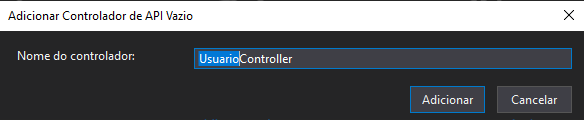 Adicionar Controlador de API Vazio
Nome do controlador: UsuarioController
Adicionar Cancelar